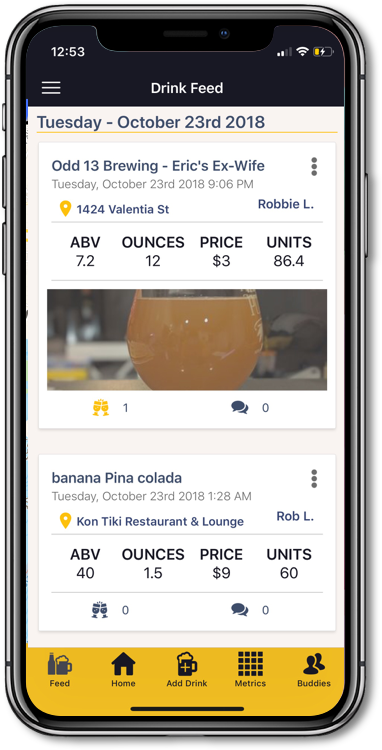 12:53
Drink Feed
Tuesday - October 23rd 2018
Odd 13 Brewing - Eric's Ex-Wife
Tuesday, October 23rd 2018 9:06 PM
1424 Valentia St Robbie L.
ABV OUNCES PRICE UNITS
7.2 12 $3 86.4
1 0
banana Pina colada
Tuesday, October 23rd 2018 1:28 AM
Kon Tiki Restaurant & Lounge Rob L.
ABV OUNCES PRICE UNITS
40 1.5 $9 60
0 0
Feed Home Add Drink Metrics Buddies